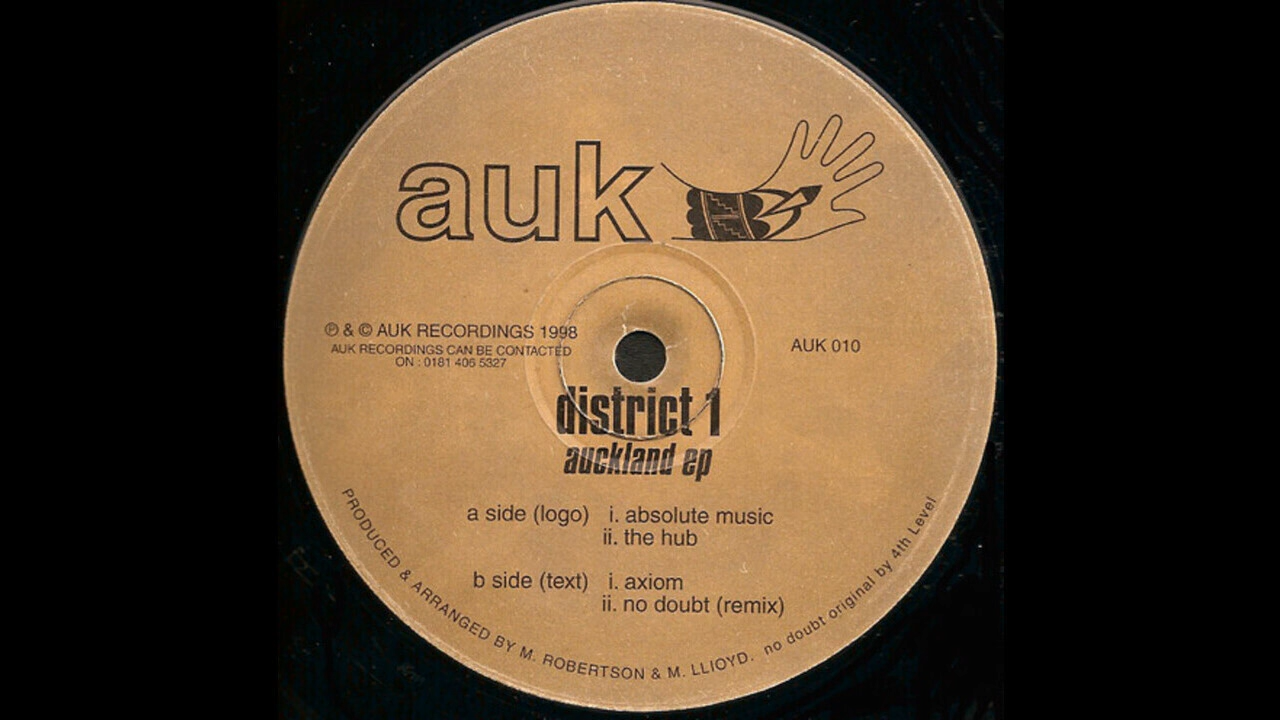 auk
℗ & © AUK RECORDINGS 1998
AUK RECORDINGS CAN BE CONTACTED
ON : 0181 406 5327
AUK 010
district 1
auckland ep
a side (logo) i. absolute music
ii. the hub
b side (text) i. axiom
ii. no doubt (remix)
PRODUCED & ARRANGED BY M. ROBERTSON & M. LLIOYD. no doubt original by 4th Level